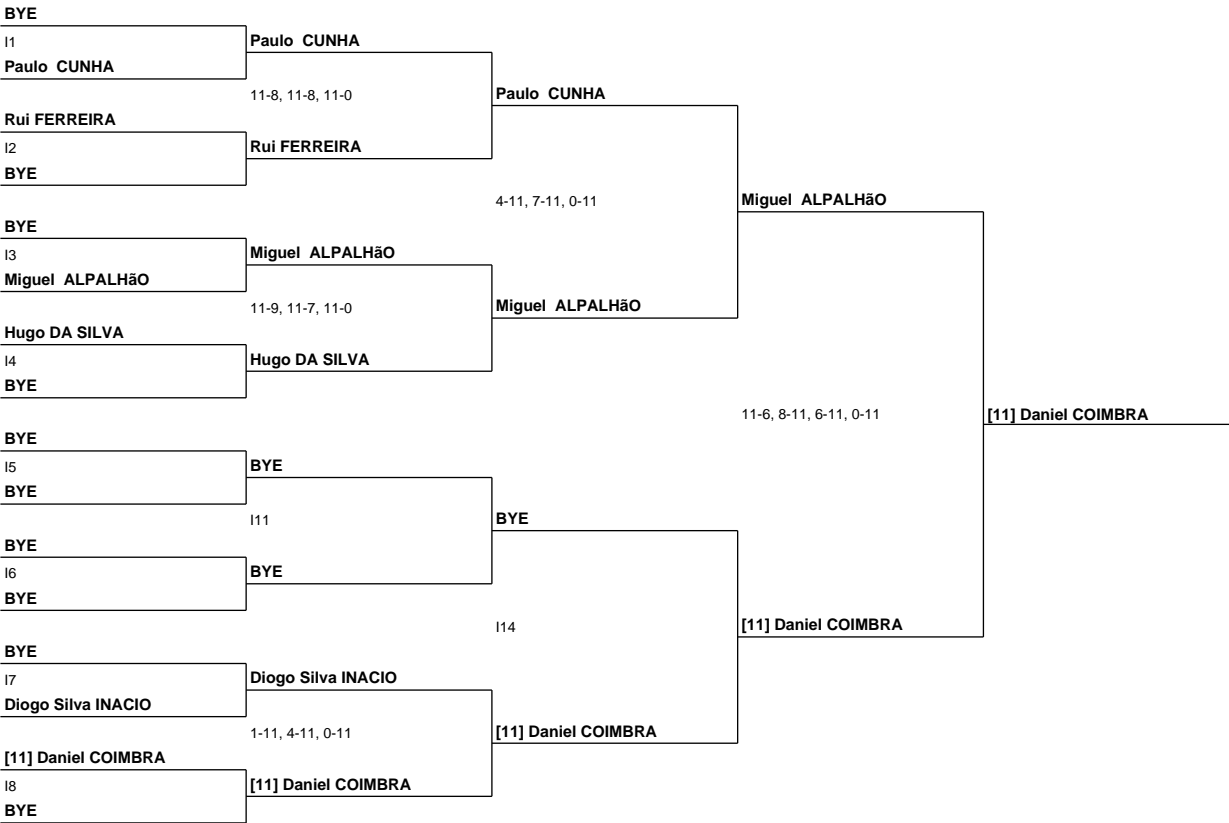 BYE
I1
Paulo CUNHA
Paulo CUNHA
11-8, 11-8, 11-0
Paulo CUNHA
Rui FERREIRA
I2
Rui FERREIRA
BYE
4-11, 7-11, 0-11
Miguel ALPALHãO
BYE
I3
Miguel ALPALHãO
Miguel ALPALHãO
11-9, 11-7, 11-0
Miguel ALPALHãO
Hugo DA SILVA
I4
Hugo DA SILVA
BYE
11-6, 8-11, 6-11, 0-11
[11] Daniel COIMBRA
BYE
I5
BYE
BYE
I11
BYE
BYE
I6
BYE
BYE
I14
[11] Daniel COIMBRA
BYE
I7
Diogo Silva INACIO
Diogo Silva INACIO
1-11, 4-11, 0-11
[11] Daniel COIMBRA
[11] Daniel COIMBRA
I8
[11] Daniel COIMBRA
BYE